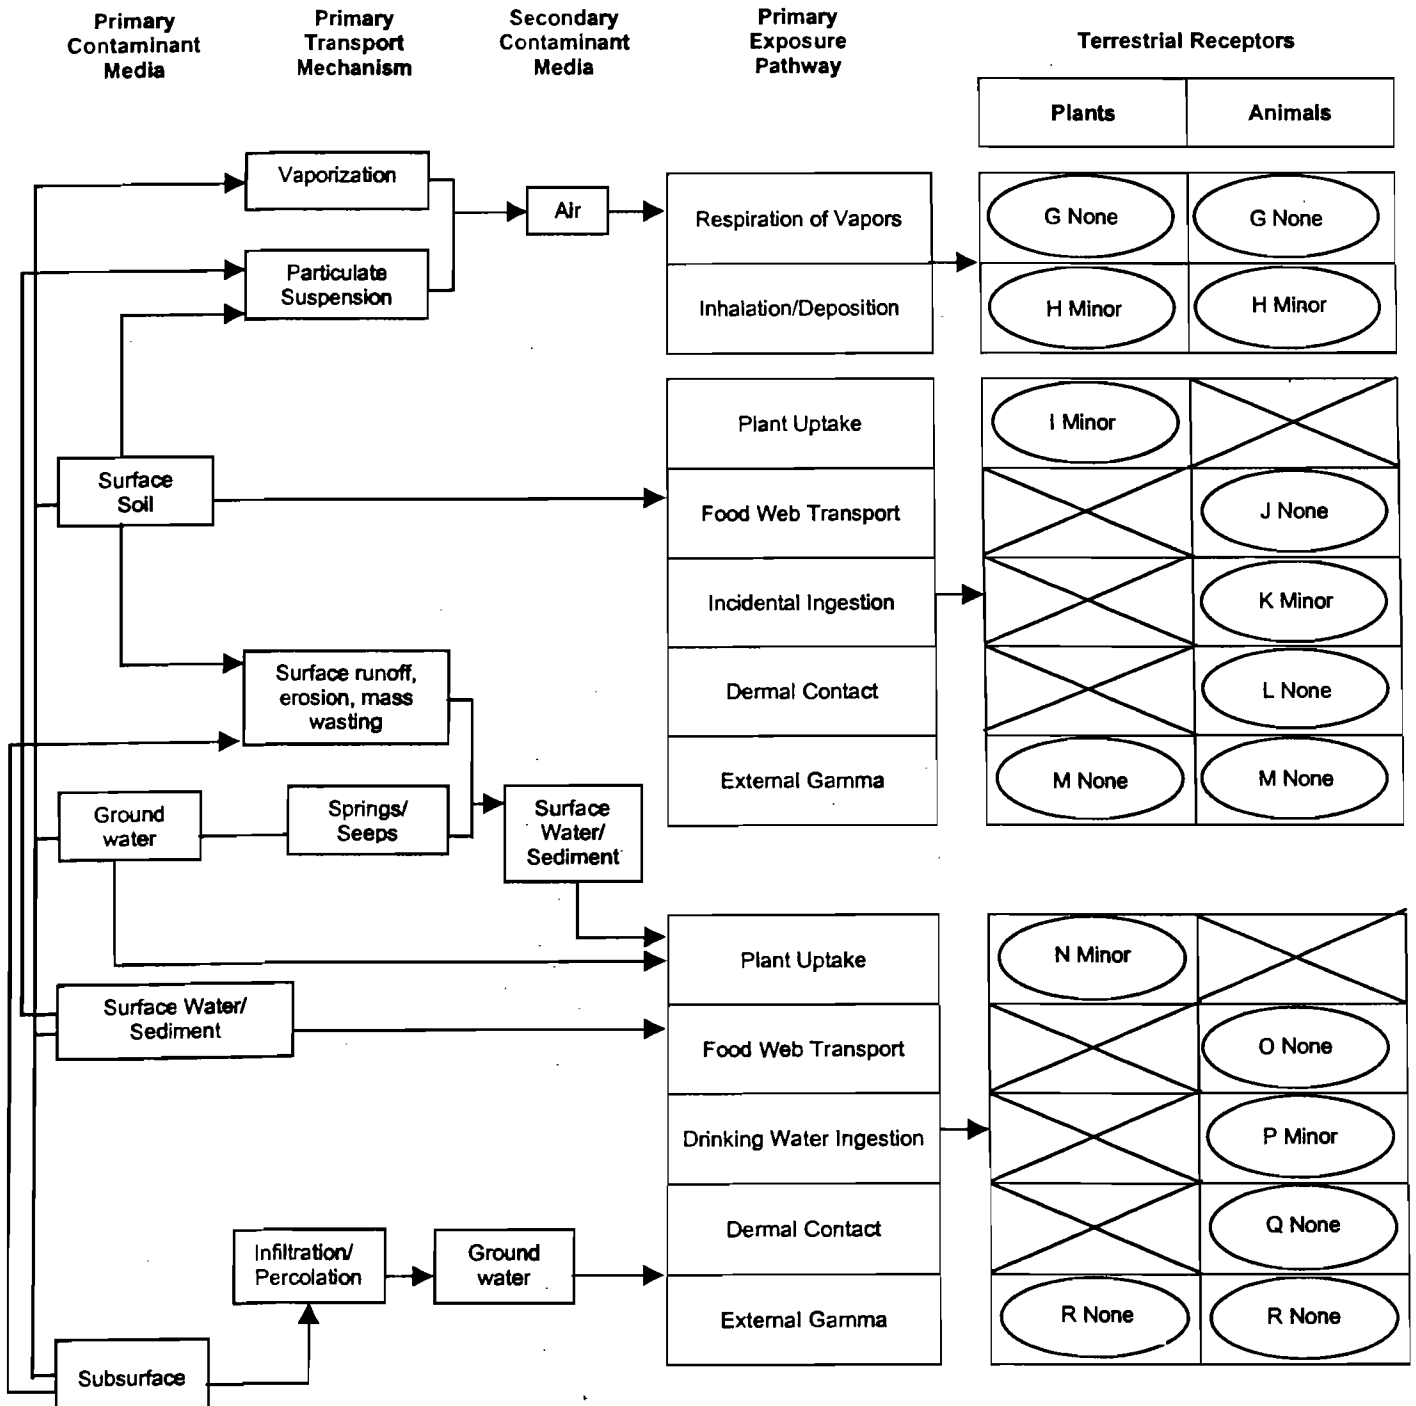 Primary
Contaminant
Media
Primary
Transport
Mechanism
Secondary
Contaminant
Media
Primary
Exposure
Pathway
Terrestrial Receptors
Plants
Animals
Vaporization
Air
Particulate
Suspension
Respiration of Vapors
G None
G None
Inhalation/Deposition
H Minor
H Minor
Surface
Soil
Plant Uptake
I Minor
Food Web Transport
J None
Incidental Ingestion
K Minor
Surface runoff,
erosion, mass
wasting
Dermal Contact
L None
External Gamma
M None
M None
Ground
water
Springs/
Seeps
Surface
Water/
Sediment
Plant Uptake
N Minor
Surface Water/
Sediment
Food Web Transport
O None
Drinking Water Ingestion
P Minor
Dermal Contact
Q None
Infiltration/
Percolation
Ground
water
External Gamma
R None
R None
Subsurface